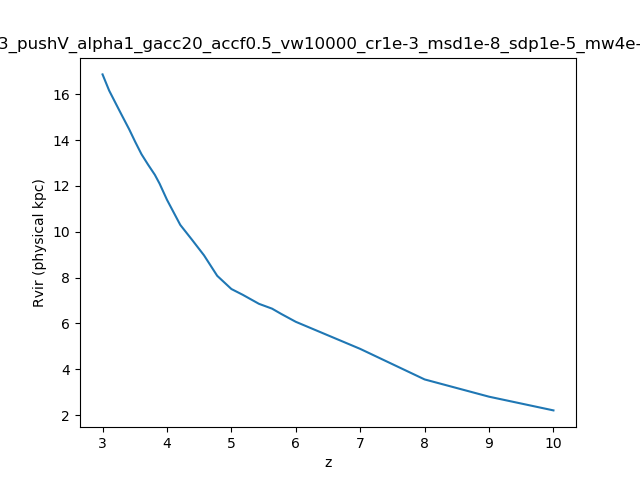 3_pushV_alpha1_gacc20_accf0.5_vw10000_cr1e-3_msd1e-8_sdp1e-5_mw4e-
Rvir (physical kpc)
16
14
12
10
8
6
4
2
3 4 5 6 7 8 9 10
z